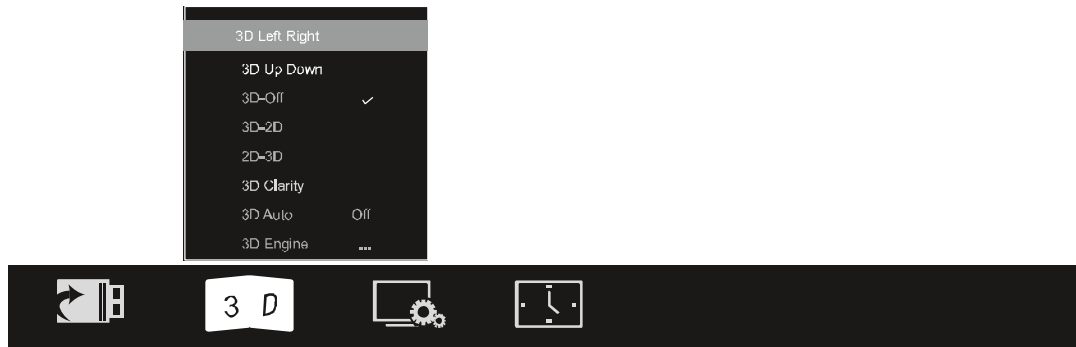 3D Left Right
3D Up Down
3D-Off
3D-2D
2D-3D
3D Clarity
3D Auto Off
3D Engine ...
3 D